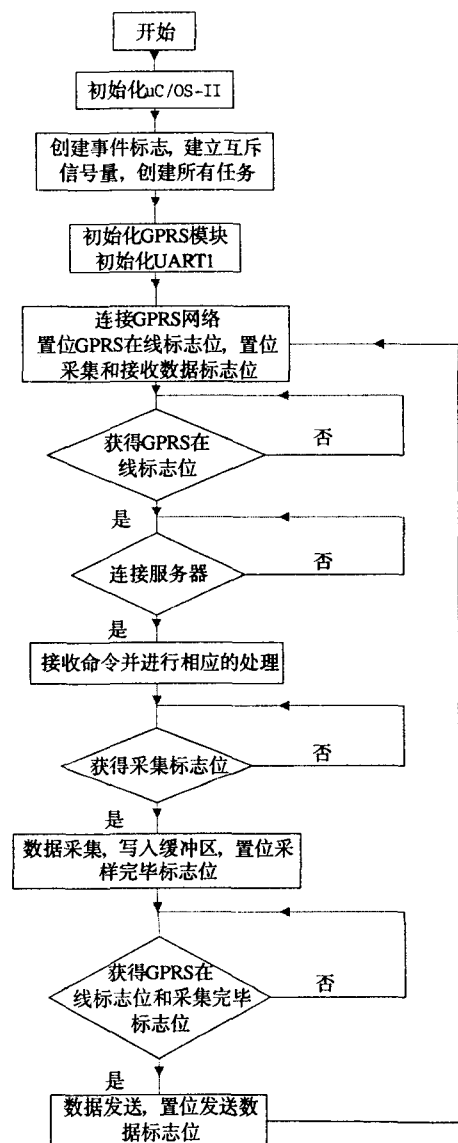 开始
初始化uC/OS-II
创建事件标志，建立互斥
信号量，创建所有任务
初始化GPRS模块
初始化UART1
连接GPRS网络
置位GPRS在线标志位，置位
采集和接收数据标志位
获得GPRS在
线标志位
否
是
连接服务器
否
是
接收命令并进行相应的处理
获得采集标志位
否
是
数据采集，写入缓冲区，置位采
样完毕标志位
获得GPRS在
线标志位和采集完毕
标志位
否
是
数据发送，置位发送数
据标志位